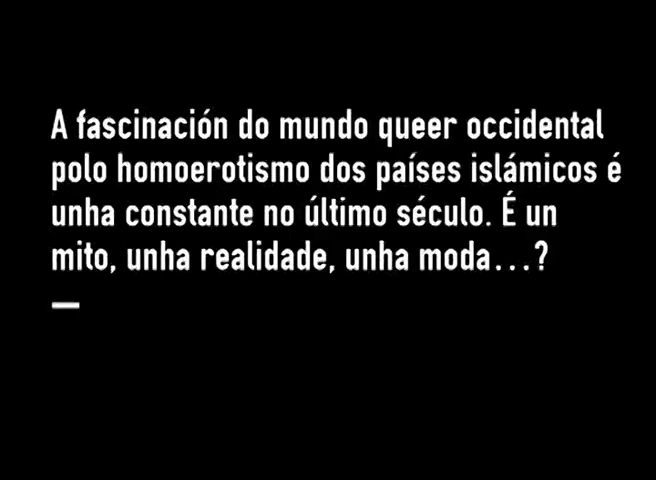 A fascinación do mundo queer occidental
polo homoerotismo dos países islámicos é
unha constante no último século. É un
mito, unha realidade, unha moda...?